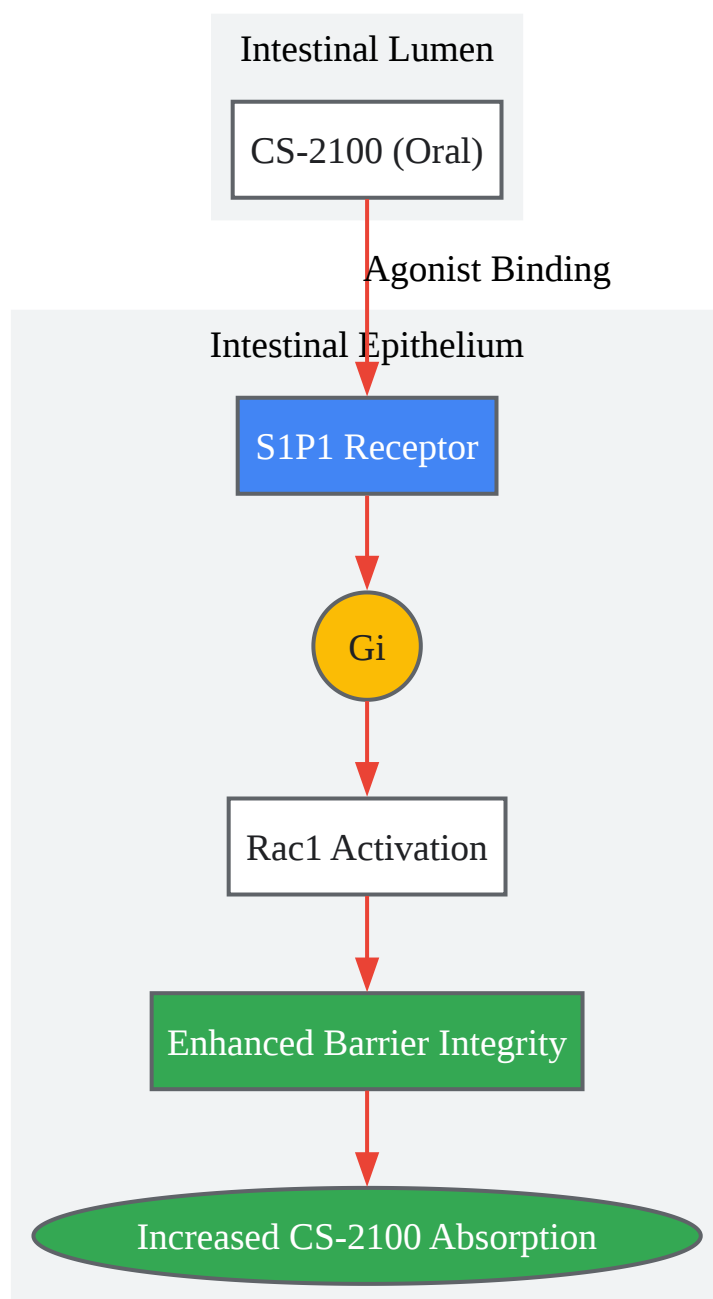 Intestinal Lumen
CS-2100 (Oral)
Agonist Binding
Intestinal Epithelium
S1P1 Receptor
Gi
Rac1 Activation
Enhanced Barrier Integrity
Increased CS-2100 Absorption